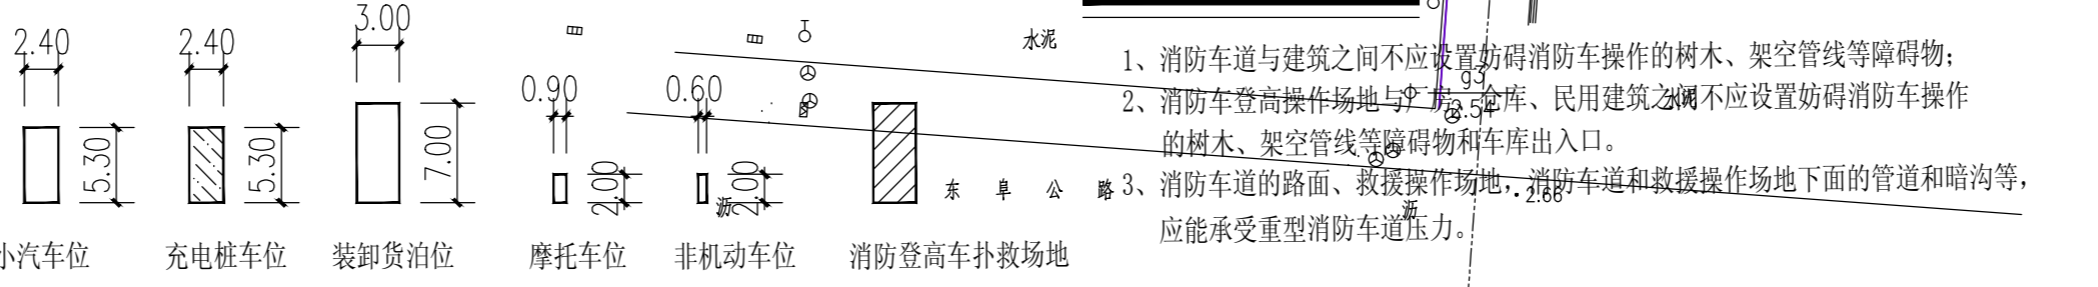 2.40
5.30
小汽车位
2.40
5.30
充电桩车位
3.00
7.00
装卸货泊位
0.90
2.00
摩托车位
0.60
2.00
沥
非机动车位
消防登高车扑救场地
东阜公路
水泥
1、消防车道与建筑之间不应设置妨碍消防车操作的树木、架空管线等障碍物；
2、消防车登高操作场地与厂房、仓库、民用建筑之间不应设置妨碍消防车操作
的树木、架空管线等障碍物和车库出入口。
3、消防车道的路面、救援操作场地，消防车道和救援操作场地下面的管道和暗沟等，
应能承受重型消防车道压力。
g3
2.54
水泥
2.66
沥